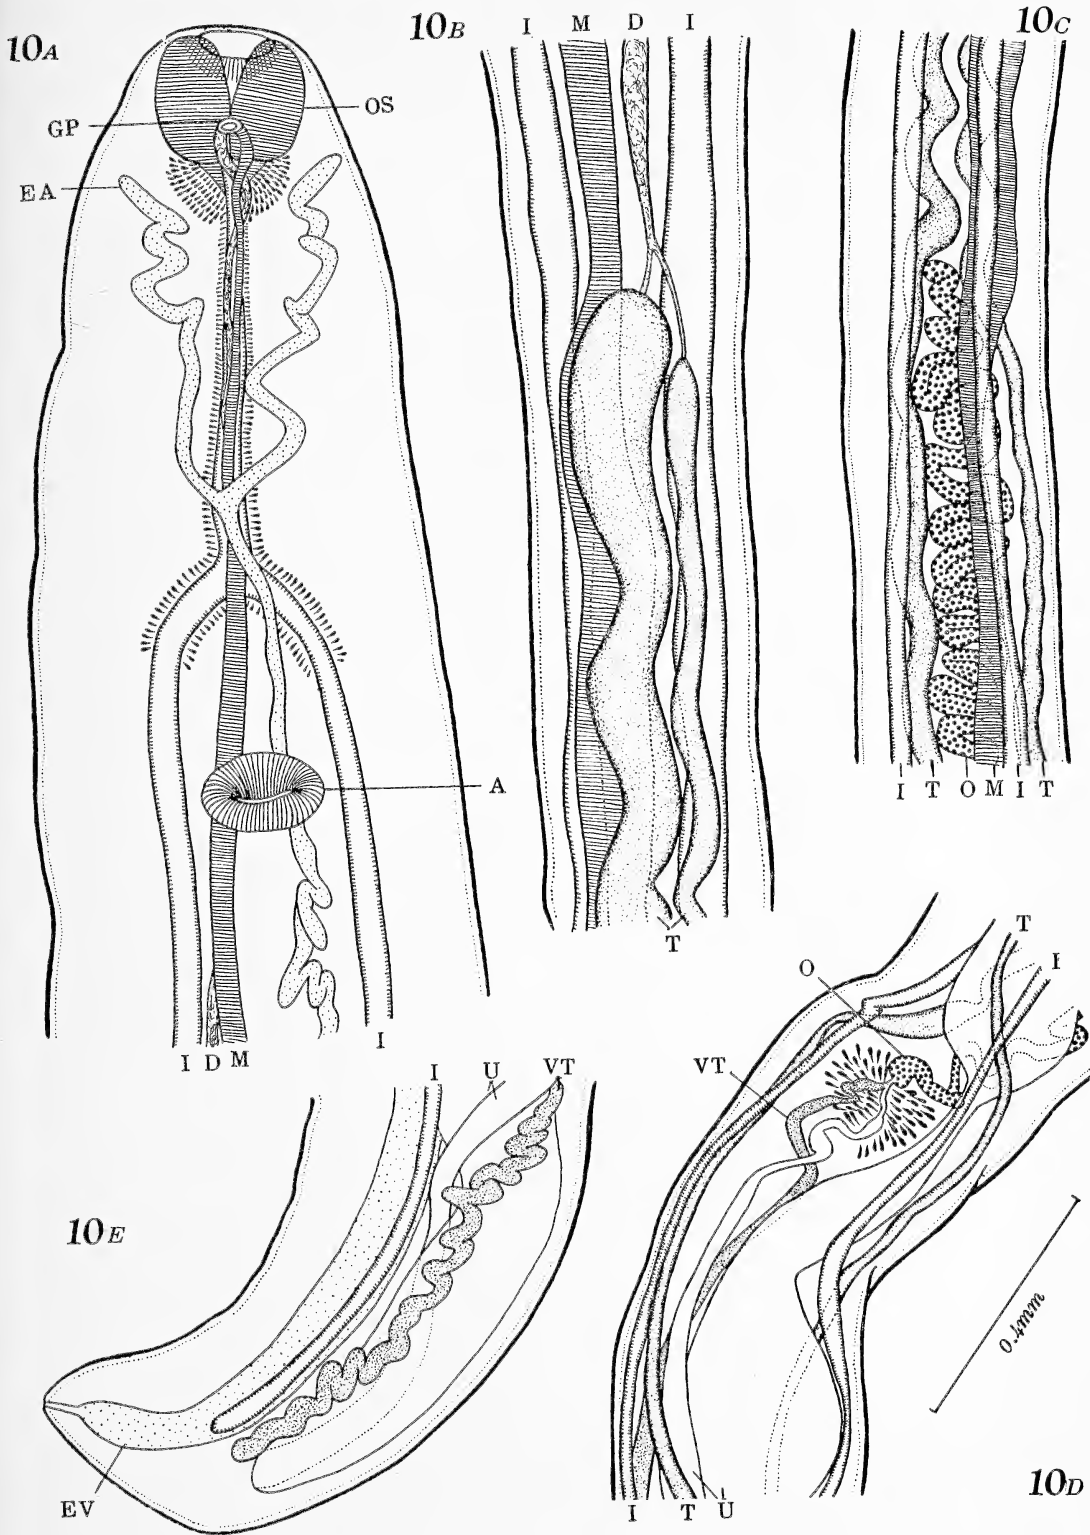 10A
GP
OS
EA
A
I D M
I
10B
I M D I
T
10C
I T O M I T
T
I
O
VT
I T U
0.4mm
10D
I U VT
10E
EV